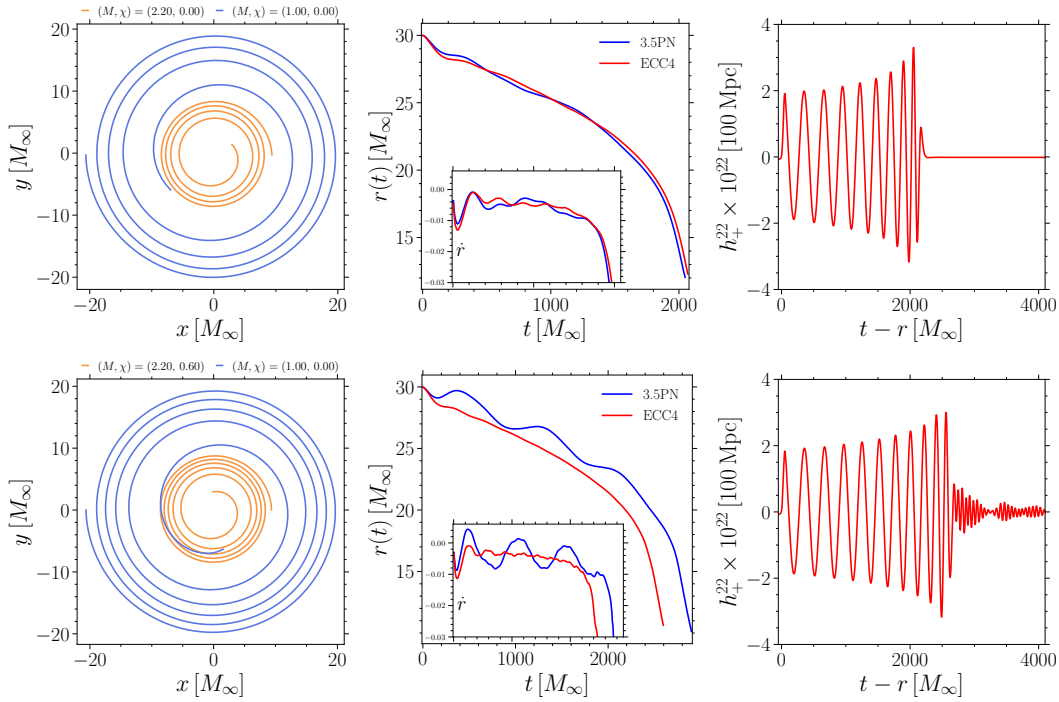 (M, χ) = (2.20, 0.00) (M, χ) = (1.00, 0.00)
20
10
0
−10
−20
y [M∞]
−20 0 20
x [M∞]
30
25
20
15
r(t) [M∞]
3.5PN
ECC4
0.00
−0.01
−0.02
−0.03
ṙ
0 1000 2000
t [M∞]
4
2
0
−2
−4
h₊²² × 10²² [100 Mpc]
0 2000 4000
t − r [M∞]
(M, χ) = (2.20, 0.60) (M, χ) = (1.00, 0.00)
20
10
0
−10
−20
y [M∞]
−20 0 20
x [M∞]
30
25
20
15
r(t) [M∞]
3.5PN
ECC4
0.00
−0.01
−0.02
−0.03
ṙ
0 1000 2000
t [M∞]
4
2
0
−2
−4
h₊²² × 10²² [100 Mpc]
0 2000 4000
t − r [M∞]